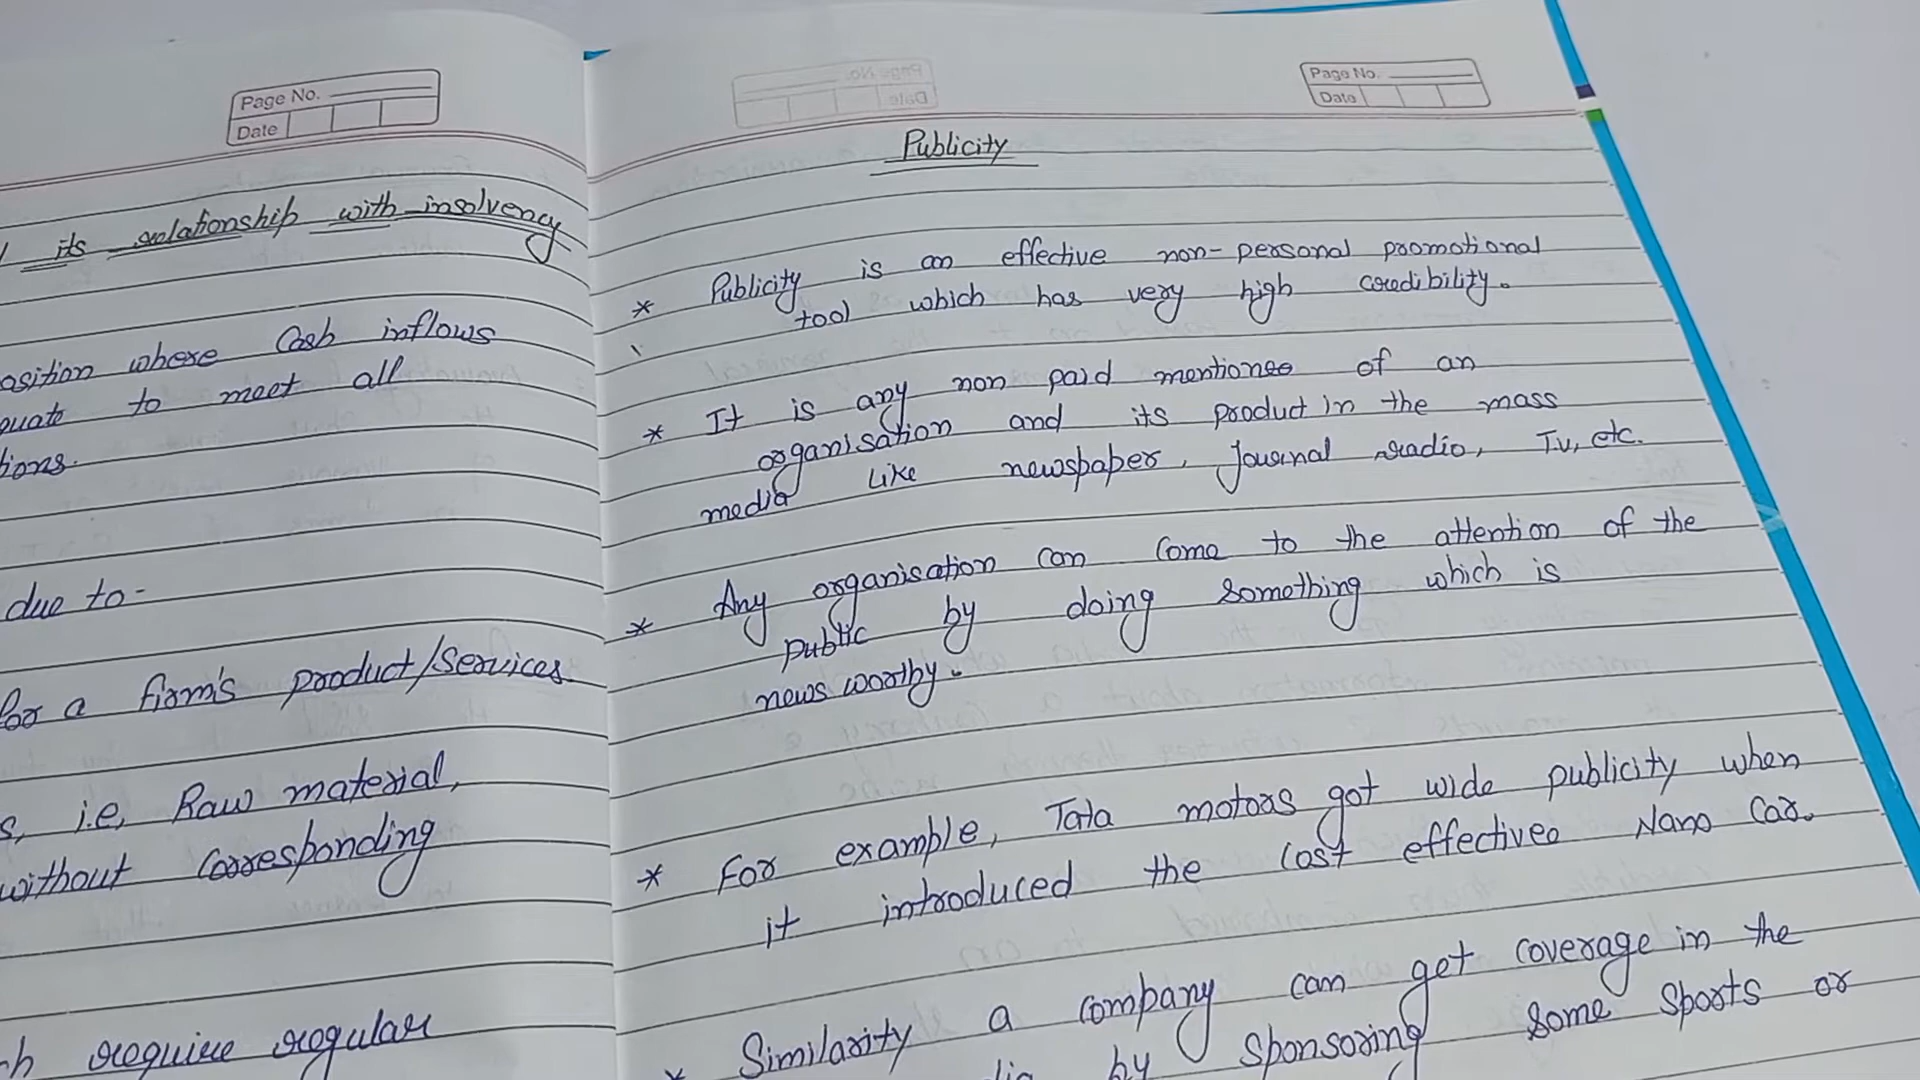 Page No.
Date
its relationship with insolvency
where Cash inflows
to meet all
due to-
for a firm's product/Services.
i.e, Raw material,
without Corresponding
require regular
Page No.
Date
Publicity
* Publicity is an effective non-personal promotional
tool which has very high credibility.
* It is any non paid mentionee of an
organisation and its product in the mass
media like newspaper, Journal radio, Tv, etc.
* Any organisation can come to the attention of the
public by doing something which is
news worthy.
* For example, Tata motors got wide publicity when
it introduced the cost effectivee Nano Car.
* Similarity a company can get coverage in the
by sponsoring some sports or